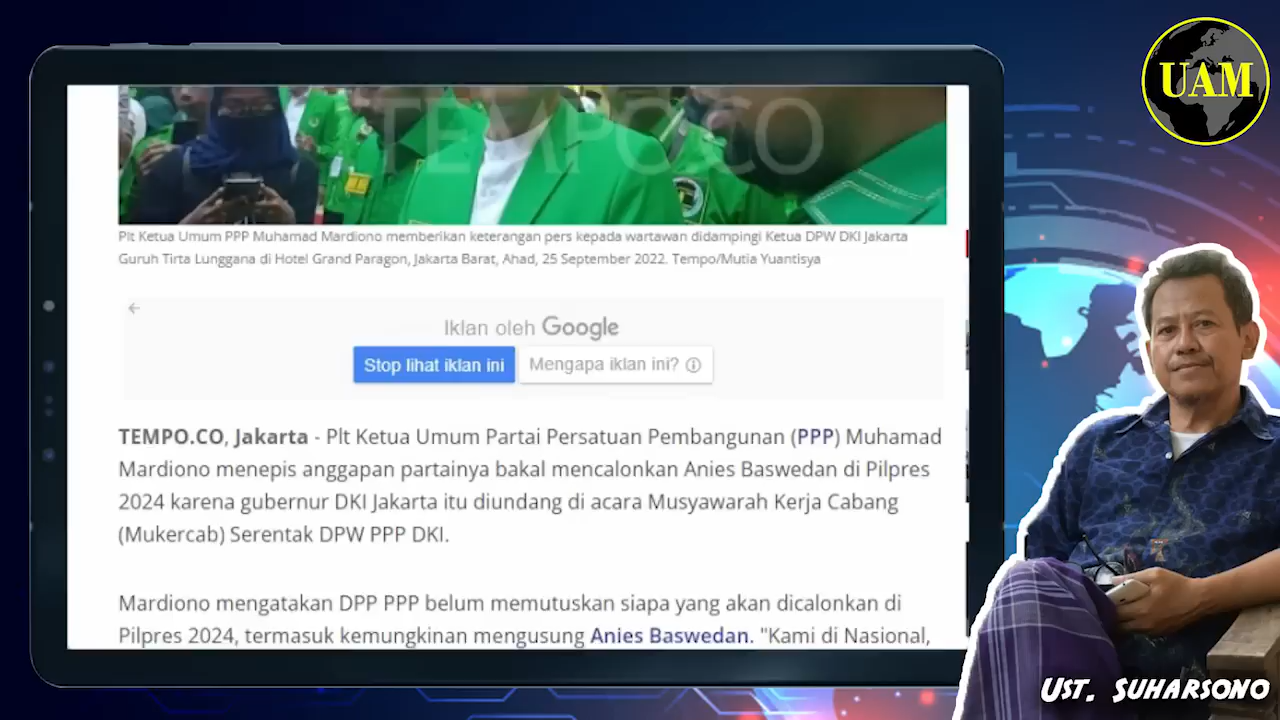 UAM
TEMPO.CO
Plt Ketua Umum PPP Muhamad Mardiono memberikan keterangan pers kepada wartawan didampingi Ketua DPW DKI Jakarta
Guruh Tirta Lunggana di Hotel Grand Paragon, Jakarta Barat, Ahad, 25 September 2022. Tempo/Mutia Yuantisya
Iklan oleh Google
Stop lihat iklan ini
Mengapa iklan ini?
TEMPO.CO, Jakarta - Plt Ketua Umum Partai Persatuan Pembangunan (PPP) Muhamad
Mardiono menepis anggapan partainya bakal mencalonkan Anies Baswedan di Pilpres
2024 karena gubernur DKI Jakarta itu diundang di acara Musyawarah Kerja Cabang
(Mukercab) Serentak DPW PPP DKI.
Mardiono mengatakan DPP PPP belum memutuskan siapa yang akan dicalonkan di
Pilpres 2024, termasuk kemungkinan mengusung Anies Baswedan. "Kami di Nasional,
UST. SUHARSONO